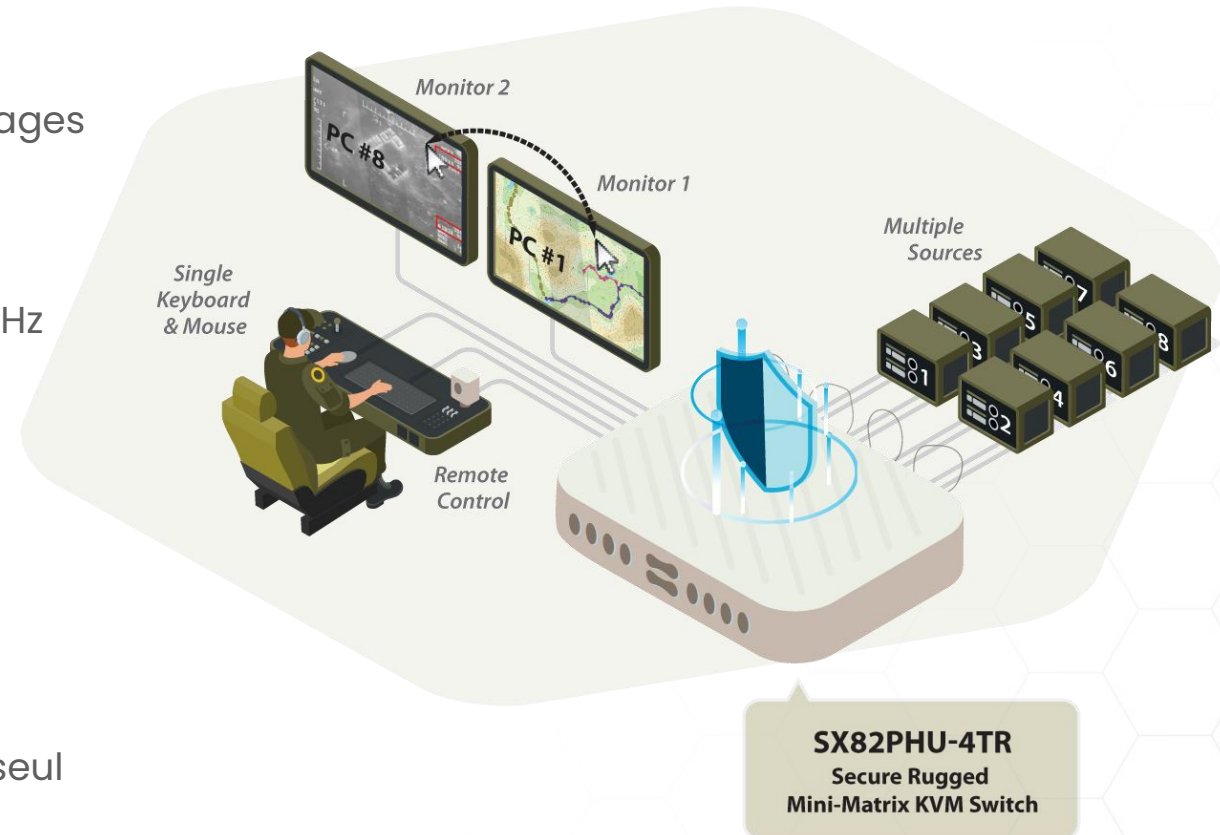 ages
Hz
seul
Monitor 2
PC #8
Monitor 1
PC #1
Multiple
Sources
Single
Keyboard
& Mouse
Remote
Control
7
5
8
3
6
1
4
2
SX82PHU-4TR
Secure Rugged
Mini-Matrix KVM Switch